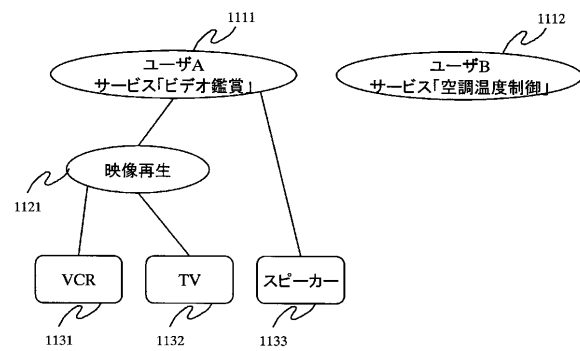 1111
ユーザA
サービス「ビデオ鑑賞」
1112
ユーザB
サービス「空調温度制御」
映像再生
1121
VCR
TV
スピーカー
1131
1132
1133